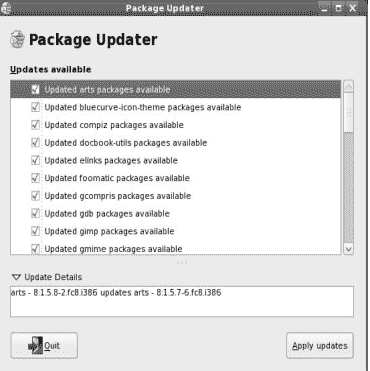 Package Updater
Package Updater
Updates available
Updated arts packages available
Updated bluecurve-icon-theme packages available
Updated compiz packages available
Updated docbook-utils packages available
Updated elinks packages available
Updated foomatic packages available
Updated gcompris packages available
Updated gdb packages available
Updated gimp packages available
Updated gmime packages available
Update Details
arts - 8:1.5.8-2.fc8.i386 updates arts - 8:1.5.7-6.fc8.i386
Quit
Apply updates